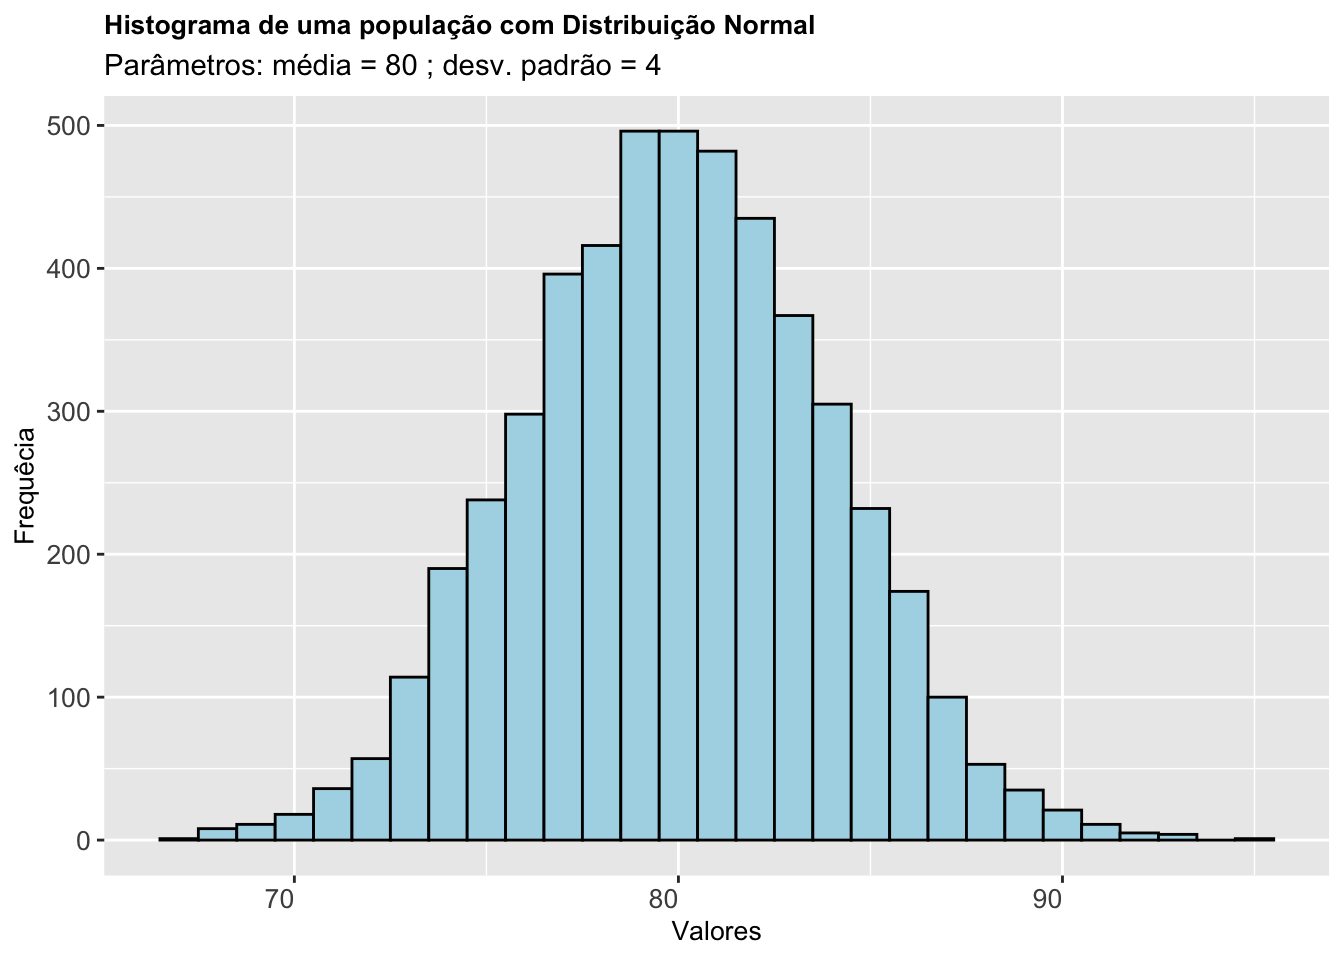 Histograma de uma população com Distribuição Normal
Parâmetros: média = 80 ; desv. padrão = 4
500
400
300
200
100
0
Frequêcia
70 80 90
Valores